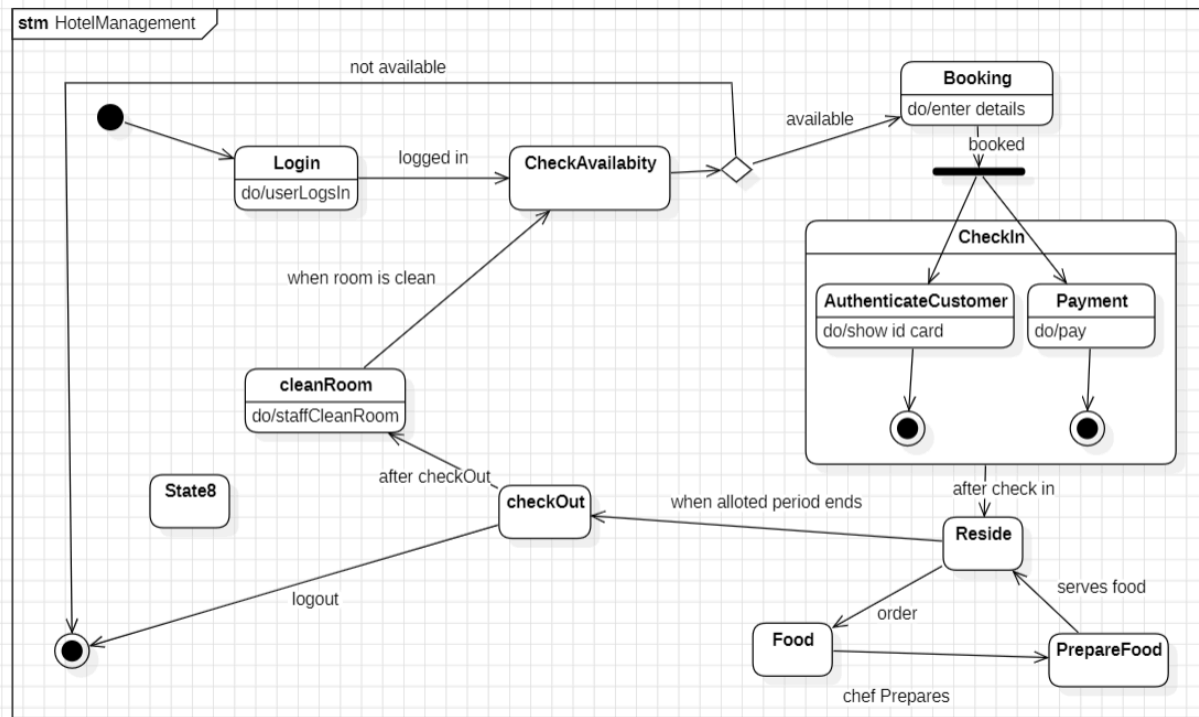 stm HotelManagement
not available
Booking
do/enter details
available
booked
Login
do/userLogsIn
logged in
CheckAvailabity
CheckIn
when room is clean
AuthenticateCustomer
do/show id card
Payment
do/pay
cleanRoom
do/staffCleanRoom
after checkOut
State8
checkOut
when alloted period ends
after check in
Reside
logout
order
serves food
Food
PrepareFood
chef Prepares